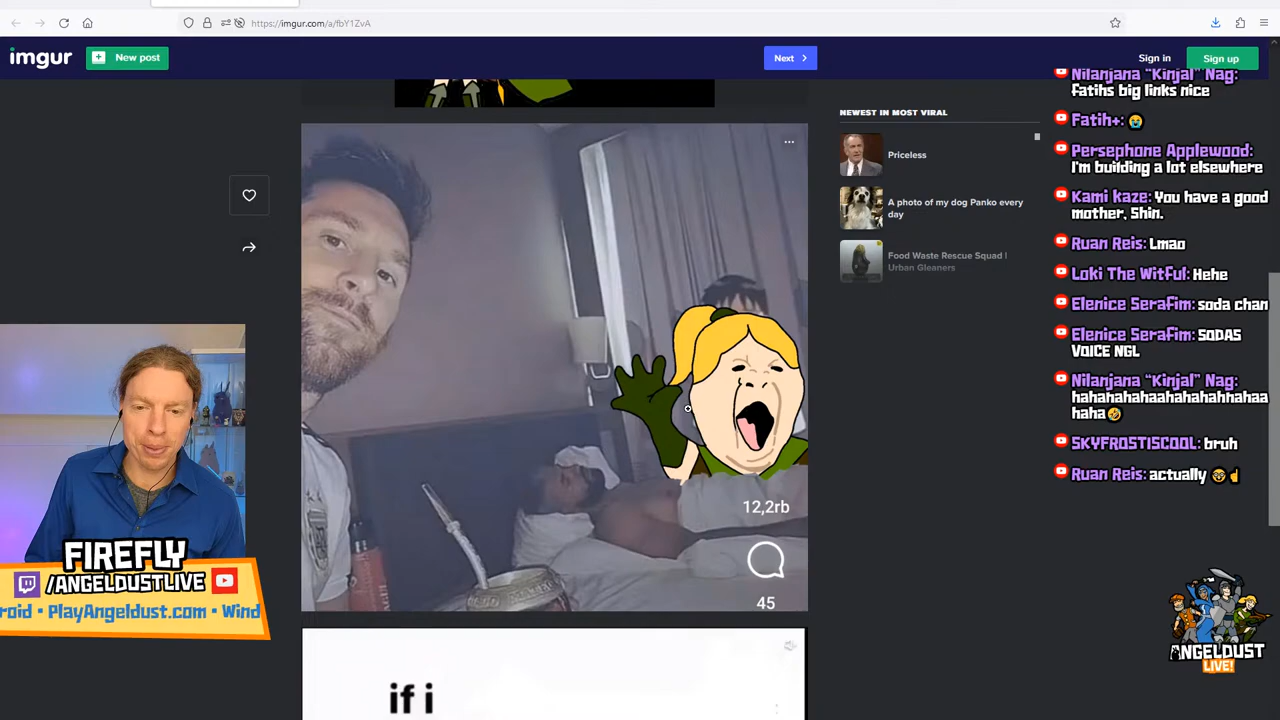 https://imgur.com/a/fbY1ZvA
imgur
New post
Next
Sign in
Sign up
NEWEST IN MOST VIRAL
Priceless
A photo of my dog Panko every
day
Food Waste Rescue Squad |
Urban Gleaners
12,2rb
45
if i
Nilanjana "Kinjal" Nag:
fatihs big links nice
Fatih+: 😭
Persephone Applewood:
I'm building a lot elsewhere
Kami kaze: You have a good
mother, Shin.
Ruan Reis: Lmao
Loki The Witful: Hehe
Elenice Serafim: soda chan
Elenice Serafim: SODAS
VOICE NGL
Nilanjana "Kinjal" Nag:
hahahahahaahahahahnhahaa
haha🤣
SKYFROSTISCOOL: bruh
Ruan Reis: actually 🤓☝
FIREFLY
/ANGELDUSTLIVE
roid • PlayAngeldust.com • Wind
ANGELDUST
LIVE!